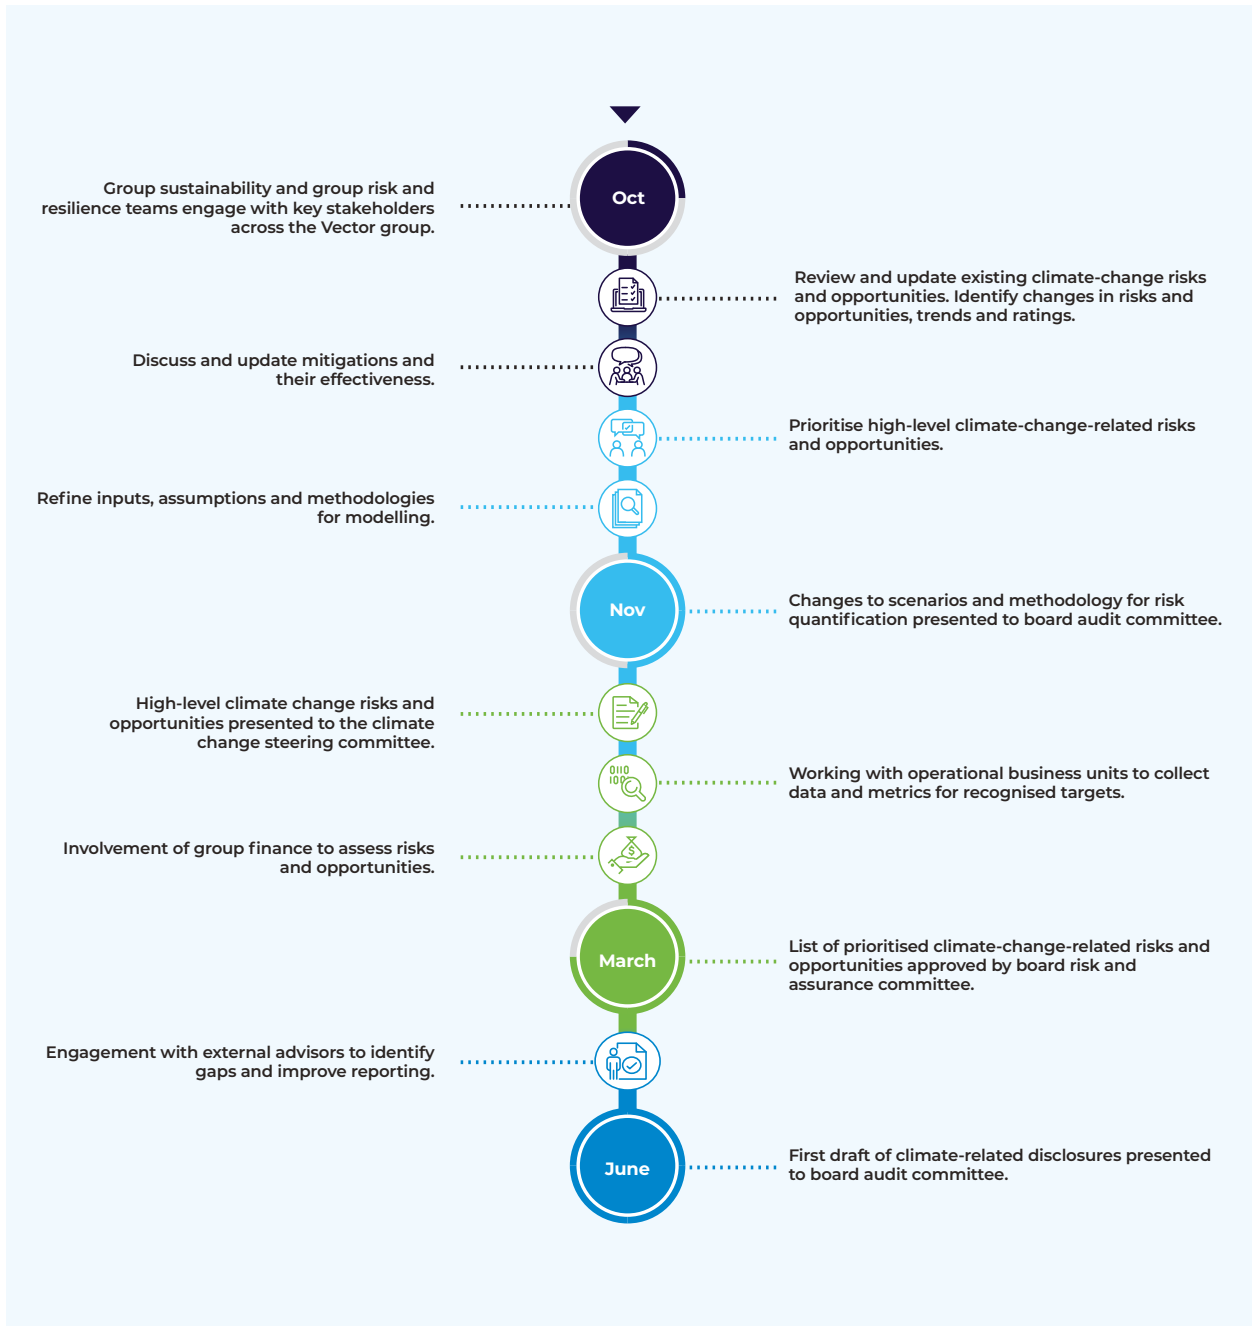 Oct
Group sustainability and group risk and
resilience teams engage with key stakeholders
across the Vector group.
Review and update existing climate-change risks
and opportunities. Identify changes in risks and
opportunities, trends and ratings.
Discuss and update mitigations and
their effectiveness.
Prioritise high-level climate-change-related risks
and opportunities.
Refine inputs, assumptions and methodologies
for modelling.
Nov
Changes to scenarios and methodology for risk
quantification presented to board audit committee.
High-level climate change risks and
opportunities presented to the climate
change steering committee.
0110
100
Working with operational business units to collect
data and metrics for recognised targets.
Involvement of group finance to assess risks
and opportunities.
$
March
List of prioritised climate-change-related risks and
opportunities approved by board risk and
assurance committee.
Engagement with external advisors to identify
gaps and improve reporting.
June
First draft of climate-related disclosures presented
to board audit committee.